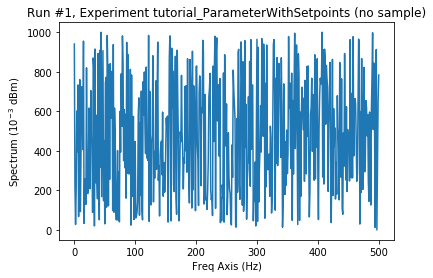 Run #1, Experiment tutorial_ParameterWithSetpoints (no sample)
1000
800
600
400
200
0
Spectrum (10⁻³ dBm)
0 100 200 300 400 500
Freq Axis (Hz)